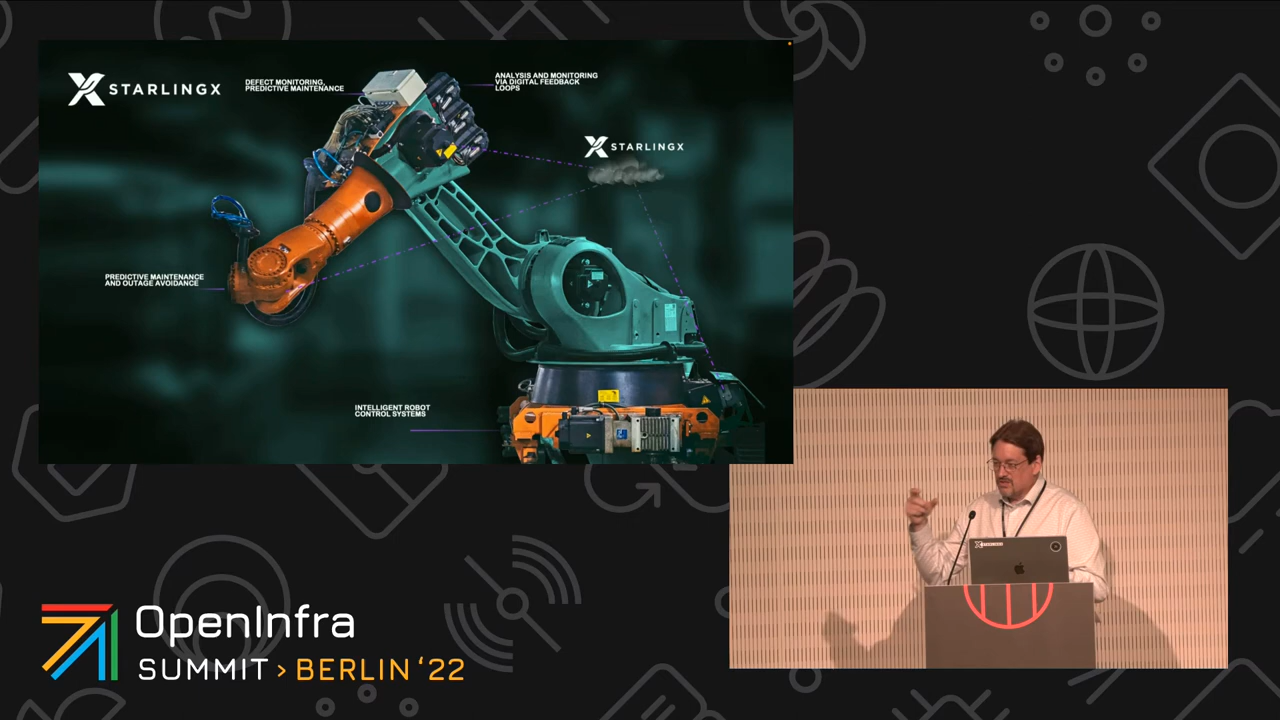 STARLINGX
DEFECT MONITORING,
PREDICTIVE MAINTENANCE
ANALYSIS AND MONITORING
VIA DIGITAL FEEDBACK
LOOPS
STARLINGX
PREDICTIVE MAINTENANCE
AND OUTAGE AVOIDANCE
INTELLIGENT ROBOT
CONTROL SYSTEMS
OpenInfra
SUMMIT > BERLIN ‘22